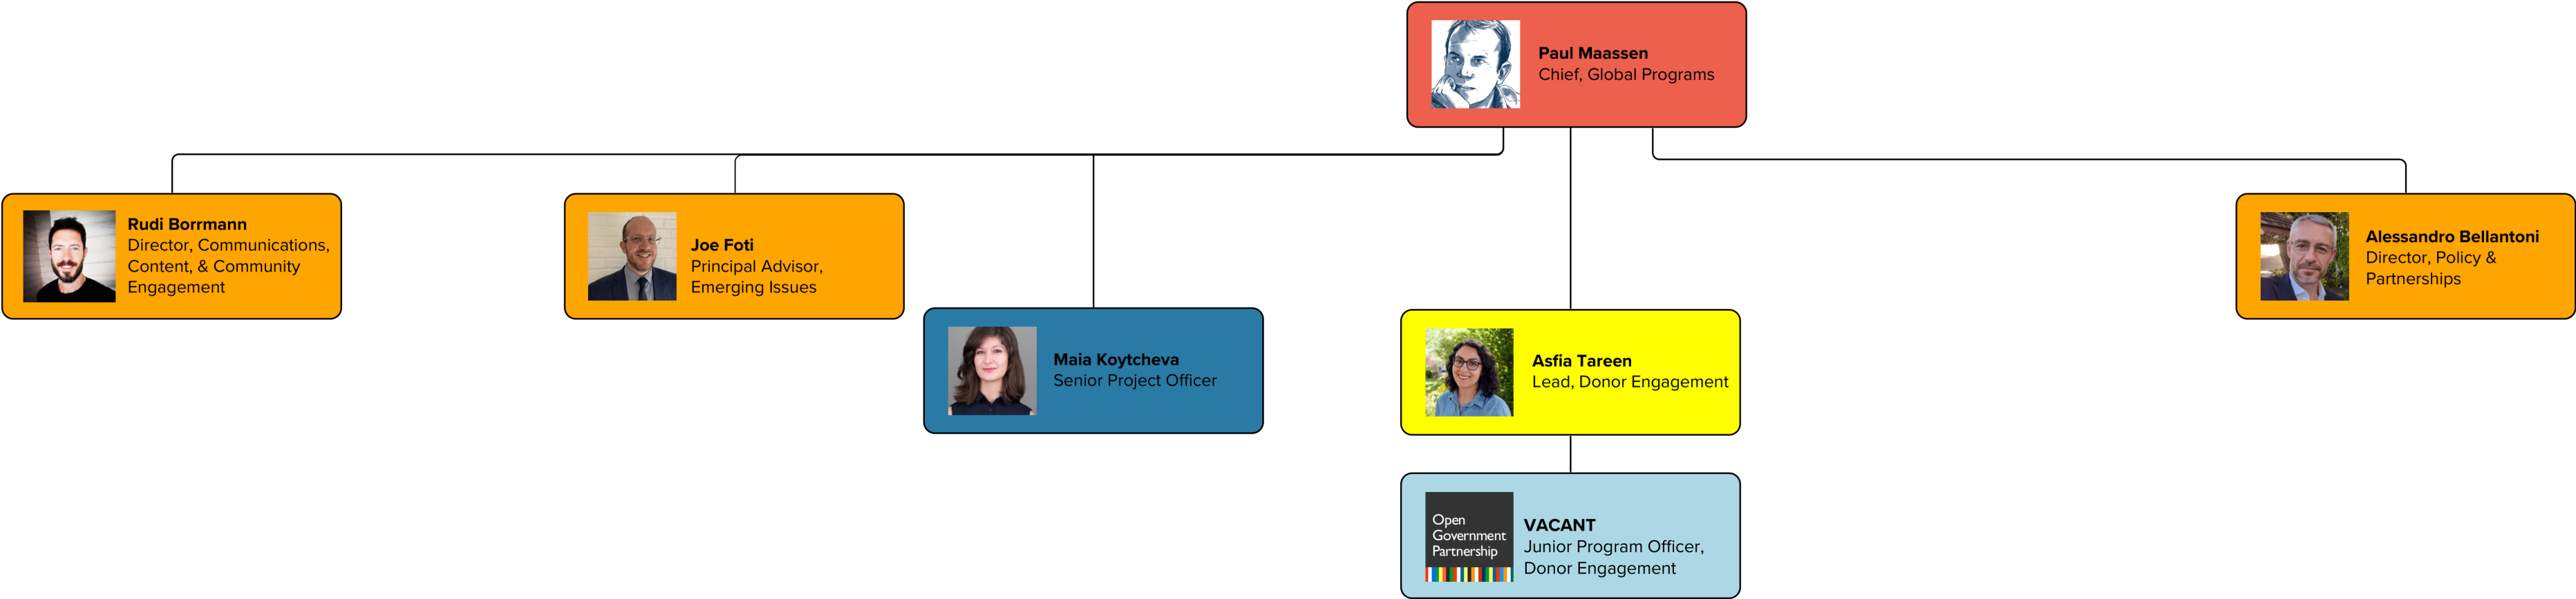 Paul Maassen
Chief, Global Programs
Rudi Borrmann
Director, Communications,
Content, & Community
Engagement
Joe Foti
Principal Advisor,
Emerging Issues
Maia Koytcheva
Senior Project Officer
Asfia Tareen
Lead, Donor Engagement
Alessandro Bellantoni
Director, Policy &
Partnerships
Open
Government
Partnership
VACANT
Junior Program Officer,
Donor Engagement